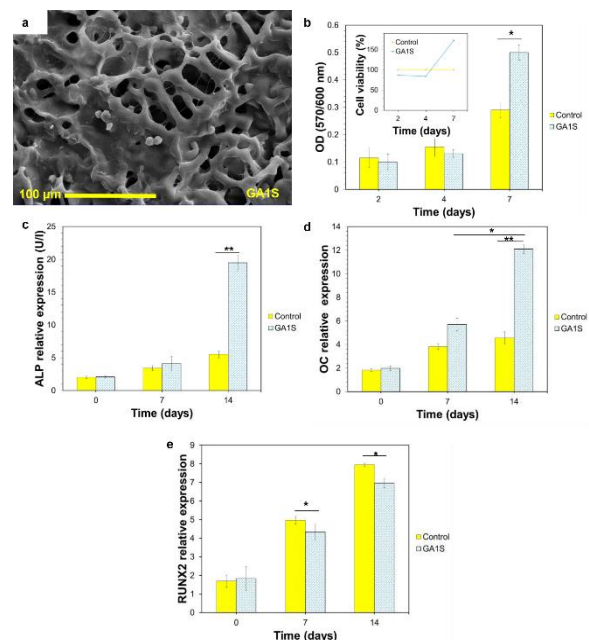 a
100 µm
GA1S
b
OD (570/600 nm)
0.6
0.5
0.4
0.3
0.2
0.1
0
2
4
7
Time (days)
*
Control
GA1S
Cell viability (%)
150
100
50
0
2
4
7
Time (days)
Control
GA1S
c
ALP relative expression (U/l)
25
20
15
10
5
0
0
7
14
Time (days)
**
Control
GA1S
d
OC relative expression
14
12
10
8
6
4
2
0
0
7
14
Time (days)
*
**
Control
GA1S
e
RUNX2 relative expression
9
8
7
6
5
4
3
2
1
0
0
7
14
Time (days)
*
*
Control
GA1S